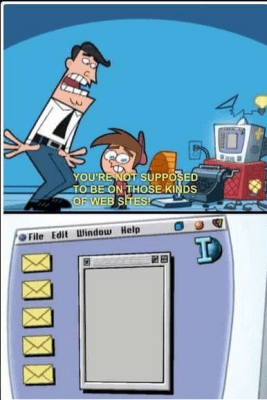 YOU'RE NOT SUPPOSED
TO BE ON THOSE KINDS
OF WEB SITES!
File Edit Window Help
I